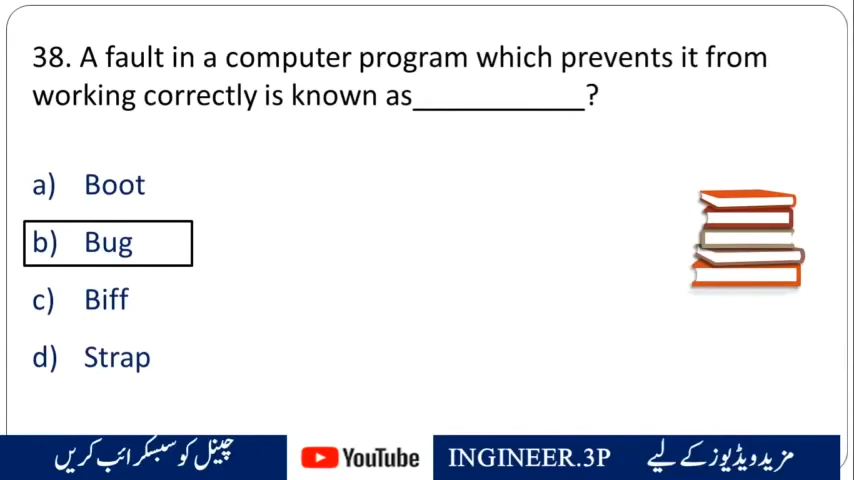 38. A fault in a computer program which prevents it from
working correctly is known as___________?
a) Boot
b) Bug
c) Biff
d) Strap
چینل کو سبسکرائب کریں
YouTube
INGINEER.3P
مزید ویڈیوز کے لیے